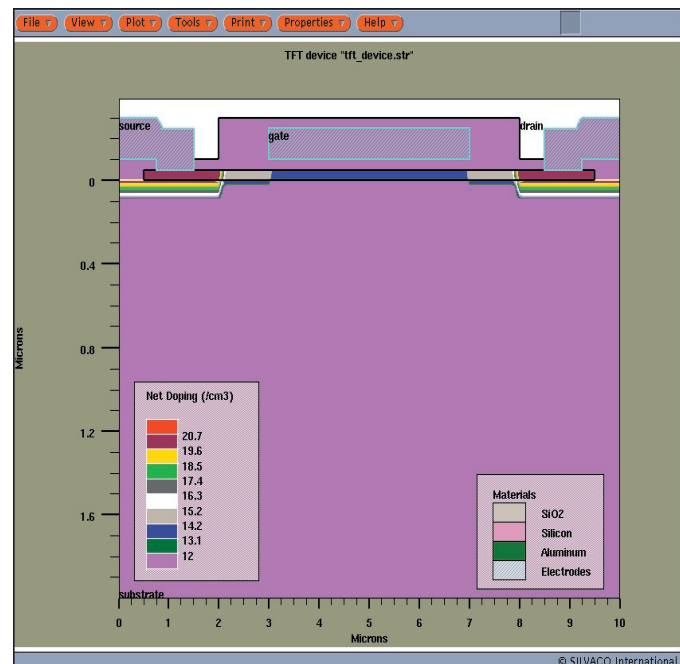 File View Plot Tools Print Properties Help
TFT device "tft_device.str"
source
drain
gate
0
0.4
0.8
1.2
1.6
Microns
Net Doping (/cm3)
20.7
19.6
18.5
17.4
16.3
15.2
14.2
13.1
12
Materials
SiO2
Silicon
Aluminum
Electrodes
substrate
0 1 2 3 4 5 6 7 8 9 10
Microns
© SILVACO International